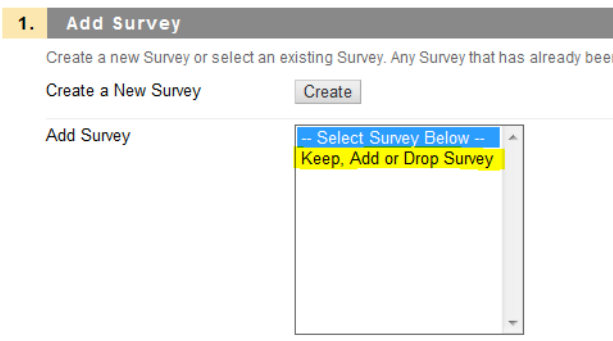 1. Add Survey
Create a new Survey or select an existing Survey. Any Survey that has already
Create a New Survey Create
Add Survey
-- Select Survey Below --
Keep, Add or Drop Survey